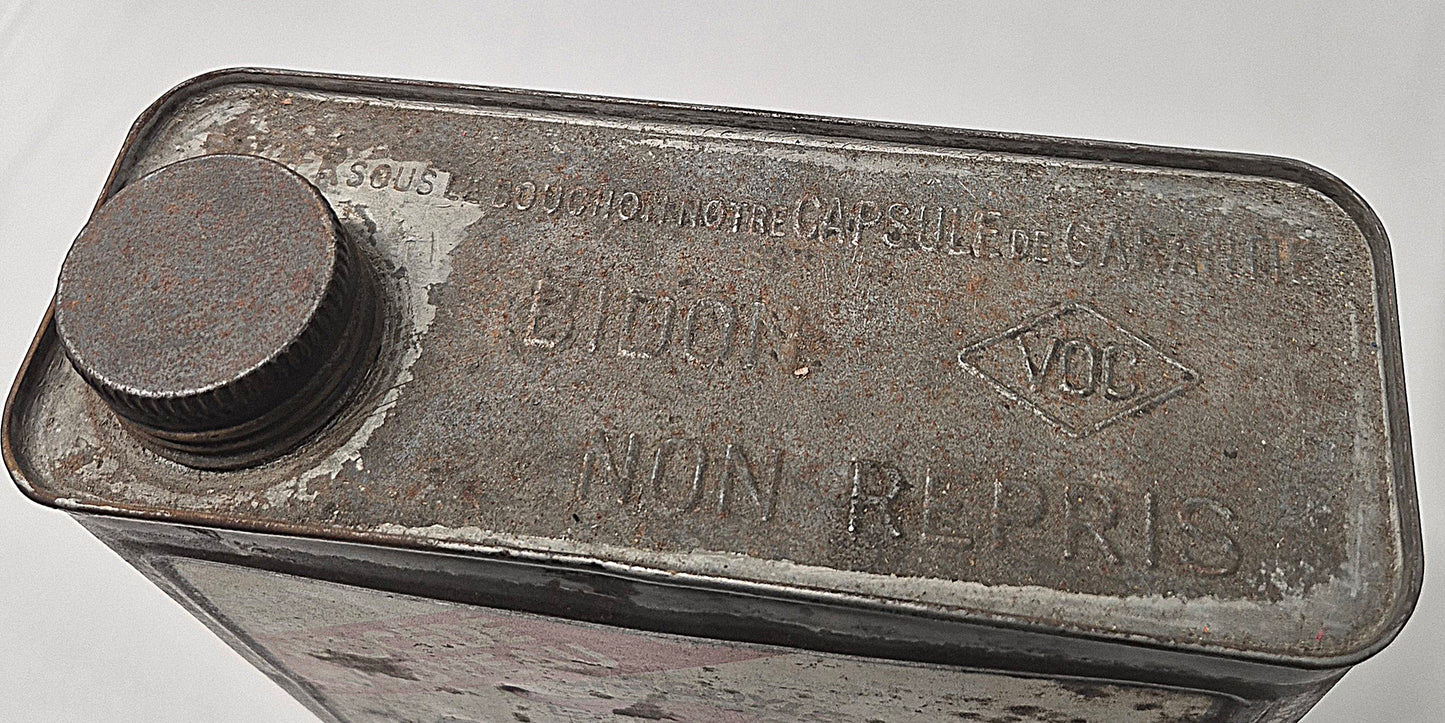 SOUS LE BOUCHON NOTRE CAPSULE DE GARANTIE
BIDON
VOC
NON REPRIS